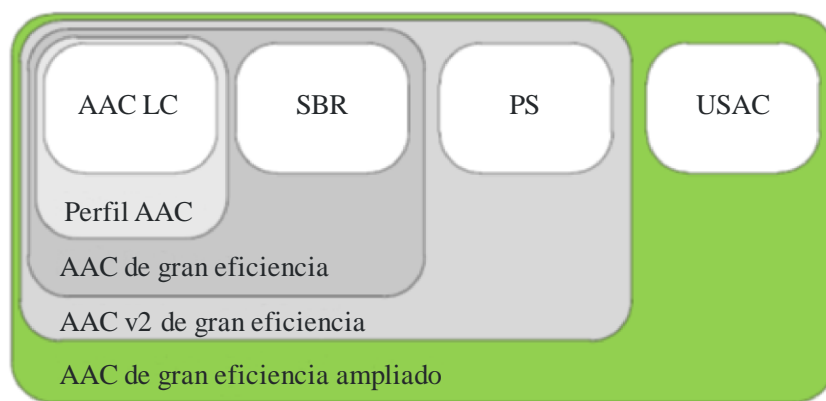 AAC LC
SBR
PS
USAC
Perfil AAC
AAC de gran eficiencia
AAC v2 de gran eficiencia
AAC de gran eficiencia ampliado